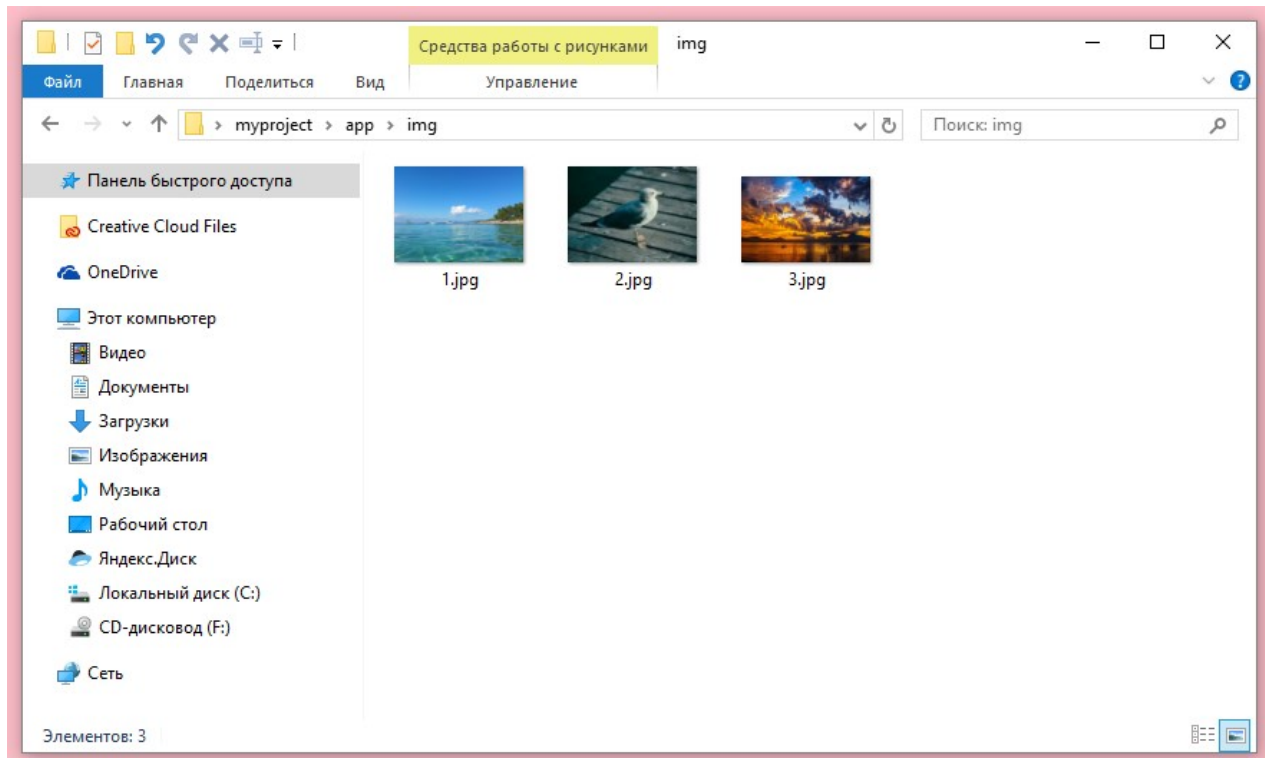 Средства работы с рисунками img
Файл Главная Поделиться Вид Управление
myproject app img Поиск: img
Панель быстрого доступа
Creative Cloud Files
OneDrive
Этот компьютер
Видео
Документы
Загрузки
Изображения
Музыка
Рабочий стол
Яндекс.Диск
Локальный диск (C:)
CD-дисковод (F:)
Сеть
1.jpg 2.jpg 3.jpg
Элементов: 3